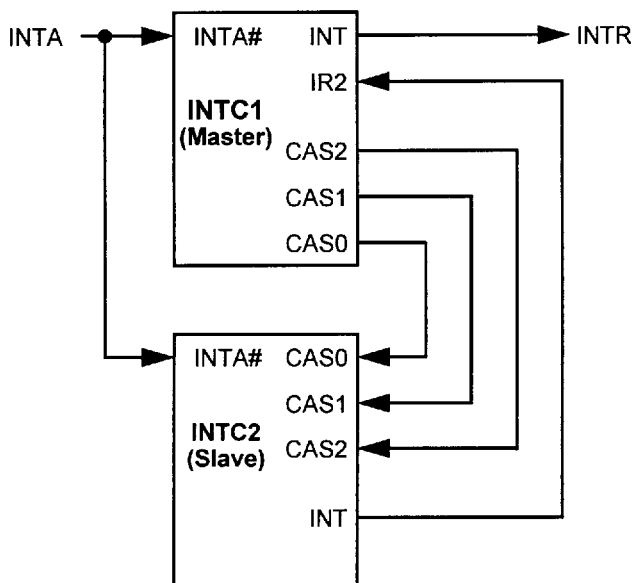 INTA
INTA#
INT
INTR
IR2
INTC1
(Master)
CAS2
CAS1
CAS0
INTA#
CAS0
CAS1
INTC2
(Slave)
CAS2
INT